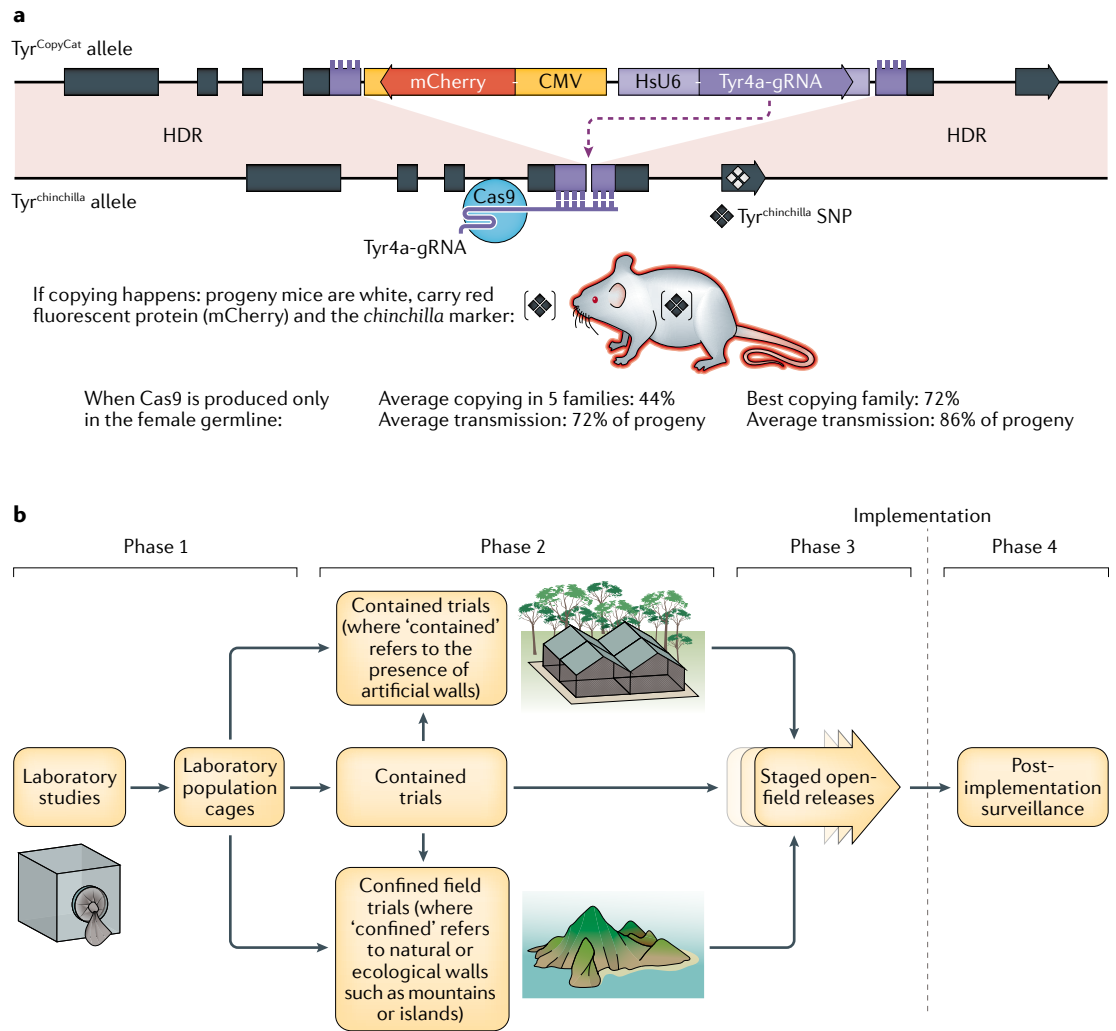 a
Tyr^CopyCat allele
mCherry
CMV
HsU6
Tyr4a-gRNA
HDR
HDR
Tyr^chinchilla allele
Cas9
Tyr4a-gRNA
Tyr^chinchilla SNP
If copying happens: progeny mice are white, carry red
fluorescent protein (mCherry) and the chinchilla marker:
When Cas9 is produced only
in the female germline:
Average copying in 5 families: 44%
Average transmission: 72% of progeny
Best copying family: 72%
Average transmission: 86% of progeny
b
Implementation
Phase 1
Phase 2
Phase 3
Phase 4
Contained trials
(where ‘contained’
refers to the
presence of
artificial walls)
Laboratory
studies
Laboratory
population
cages
Contained
trials
Staged open-
field releases
Post-
implementation
surveillance
Confined field
trials (where
‘confined’ refers
to natural or
ecological walls
such as mountains
or islands)